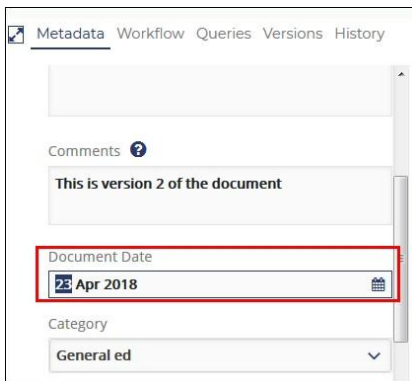 Metadata Workflow Queries Versions History
Comments ?
This is version 2 of the document
Document Date
23 Apr 2018
Category
General ed